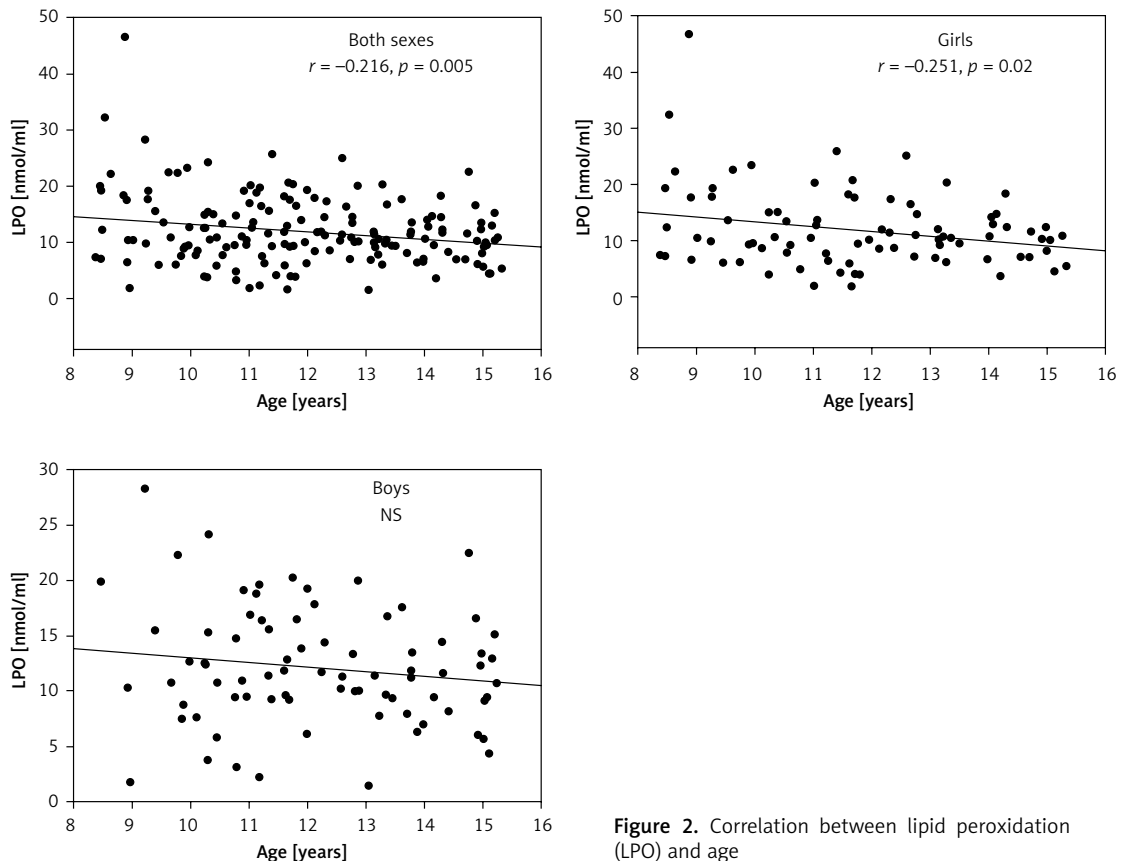 Both sexes
r = –0.216, p = 0.005
LPO [nmol/ml]
50
40
30
20
10
0
8 9 10 11 12 13 14 15 16
Age [years]
Girls
r = –0.251, p = 0.02
LPO [nmol/ml]
50
40
30
20
10
0
8 9 10 11 12 13 14 15 16
Age [years]
Boys
NS
LPO [nmol/ml]
30
25
20
15
10
5
0
8 9 10 11 12 13 14 15 16
Age [years]
Figure 2. Correlation between lipid peroxidation
(LPO) and age